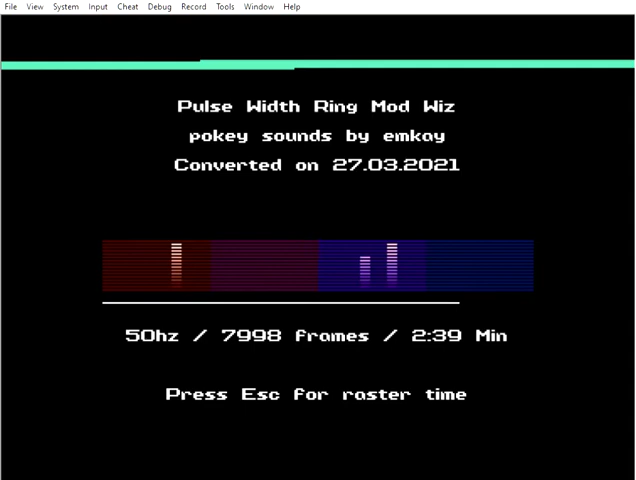 File View System Input Cheat Debug Record Tools Window Help
Pulse Width Ring Mod Wiz
pokey sounds by emkay
Converted on 27.03.2021
50hz / 7998 frames / 2:39 Min
Press Esc for raster time